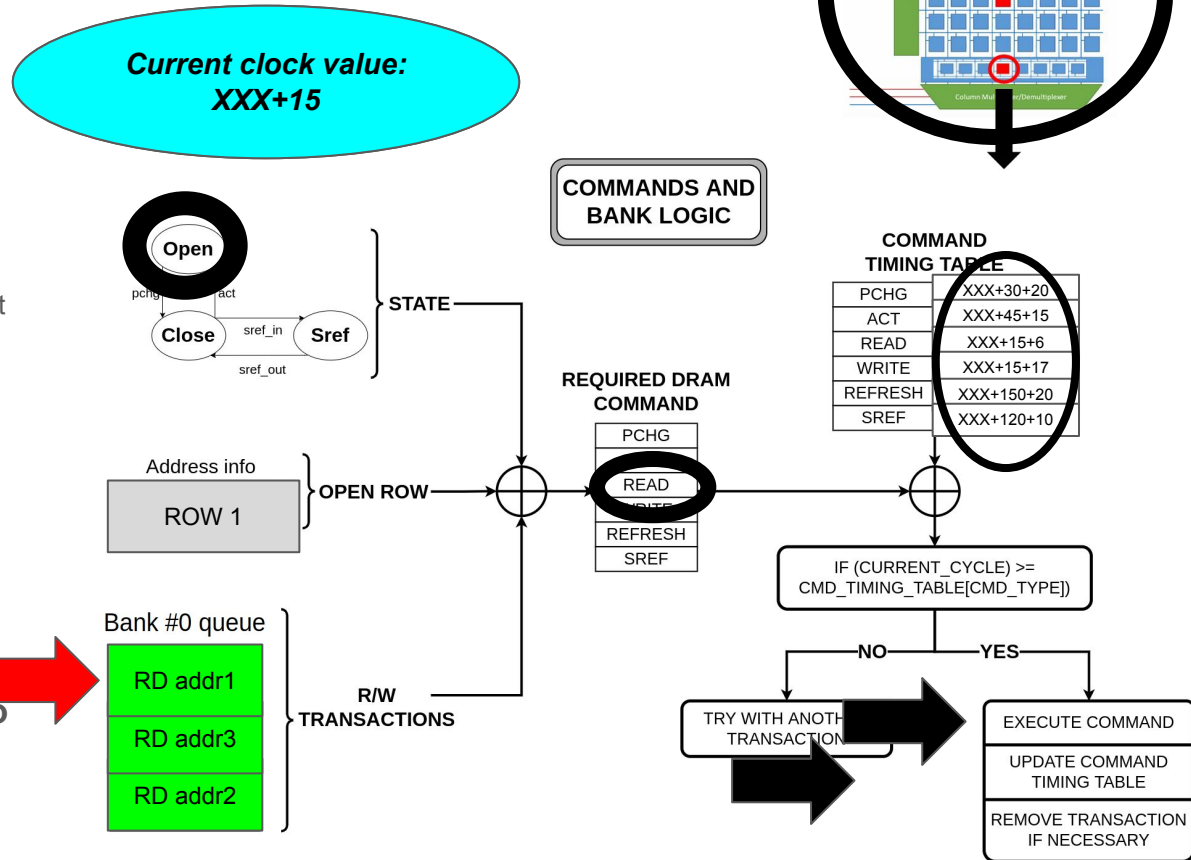 Current clock value:
XXX+15
Column
COMMANDS AND
BANK LOGIC
Open
act
Close
sref_in
Sref
sref_out
STATE
COMMAND
TIMING TABLE
PCHG XXX+30+20
ACT XXX+45+15
READ XXX+15+6
WRITE XXX+15+17
REFRESH XXX+150+20
SREF XXX+120+10
REQUIRED DRAM
COMMAND
PCHG
READ
REFRESH
SREF
Address info
ROW 1
OPEN ROW
IF (CURRENT_CYCLE) >=
CMD_TIMING_TABLE[CMD_TYPE])
NO
YES
Bank #0 queue
RD addr1
RD addr3
RD addr2
R/W
TRANSACTIONS
TRY WITH
TRANSACTION
EXECUTE COMMAND
UPDATE COMMAND
TIMING TABLE
REMOVE TRANSACTION
IF NECESSARY